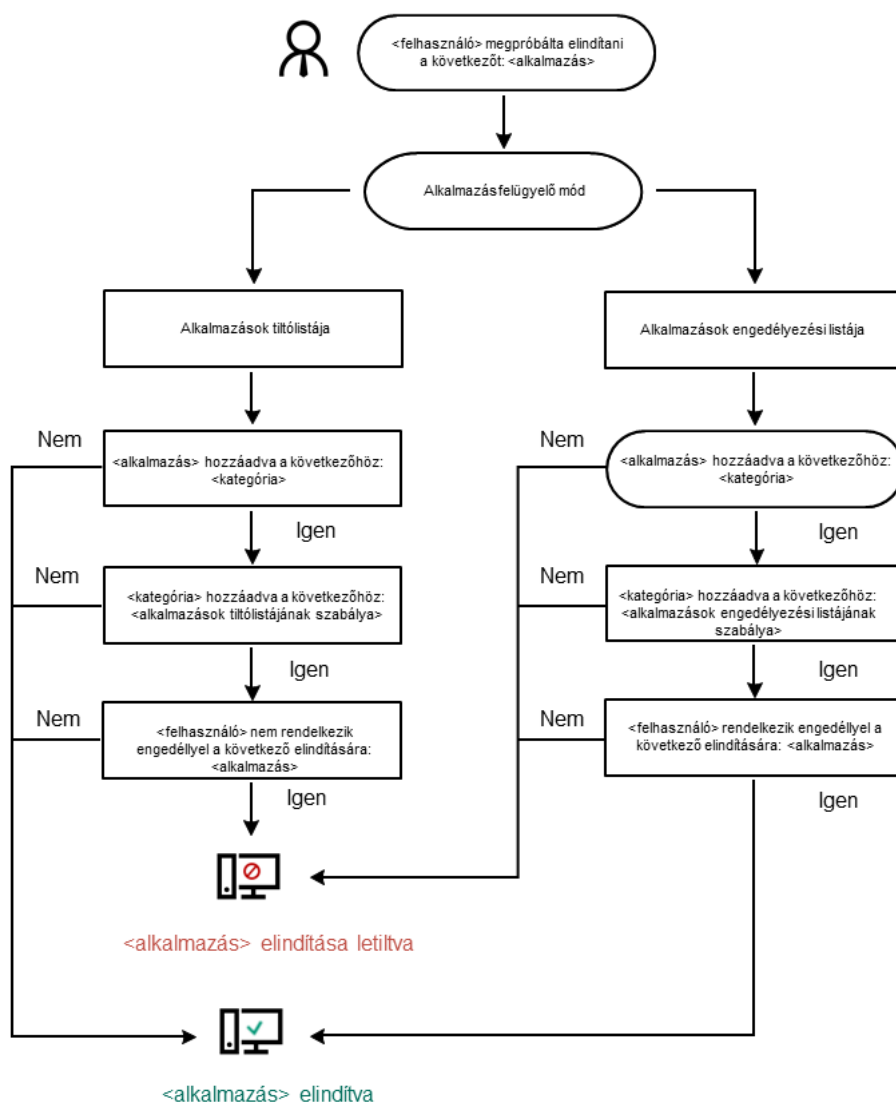 <felhasználó> megpróbálta elindítani
a következőt: <alkalmazás>
Alkalmazásfelügyelő mód
Alkalmazások tiltólistája
Alkalmazások engedélyezési listája
Nem
<alkalmazás> hozzáadva a következőhöz:
<kategória>
Igen
Nem
<kategória> hozzáadva a következőhöz:
<alkalmazások tiltólistájának szabálya>
Igen
Nem
<felhasználó> nem rendelkezik
engedéllyel a következő elindítására:
<alkalmazás>
Igen
Nem
<alkalmazás> hozzáadva a következőhöz:
<kategória>
Igen
Nem
<kategória> hozzáadva a következőhöz:
<alkalmazások engedélyezési listájának
szabálya>
Igen
Nem
<felhasználó> rendelkezik engedéllyel a
következő elindítására: <alkalmazás>
Igen
<alkalmazás> elindítása letiltva
<alkalmazás> elindítva